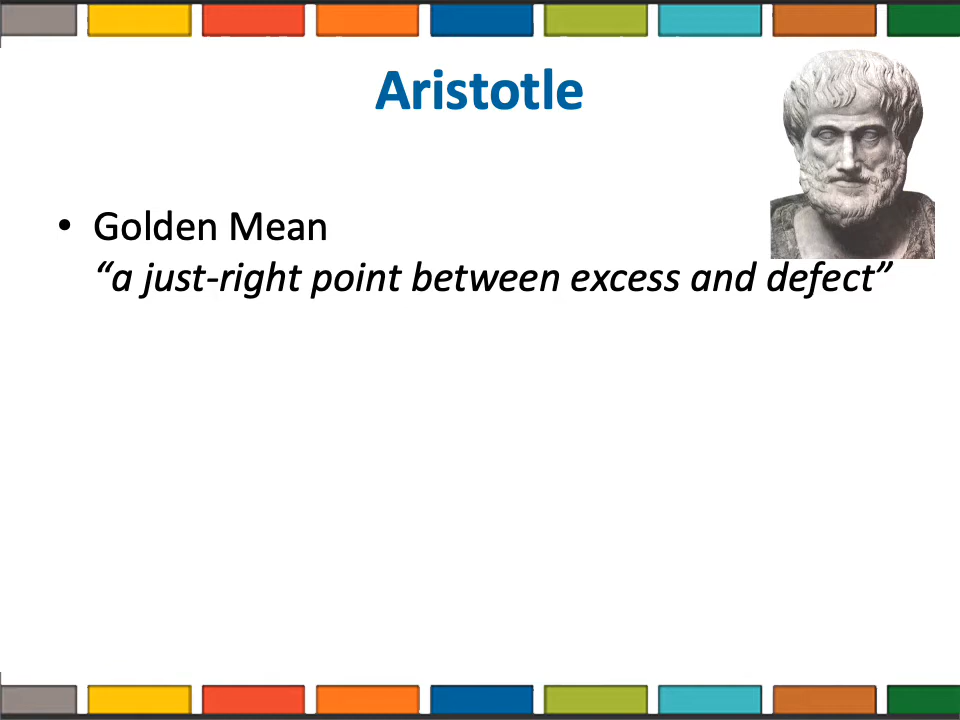 Aristotle
• Golden Mean
“a just-right point between excess and defect”